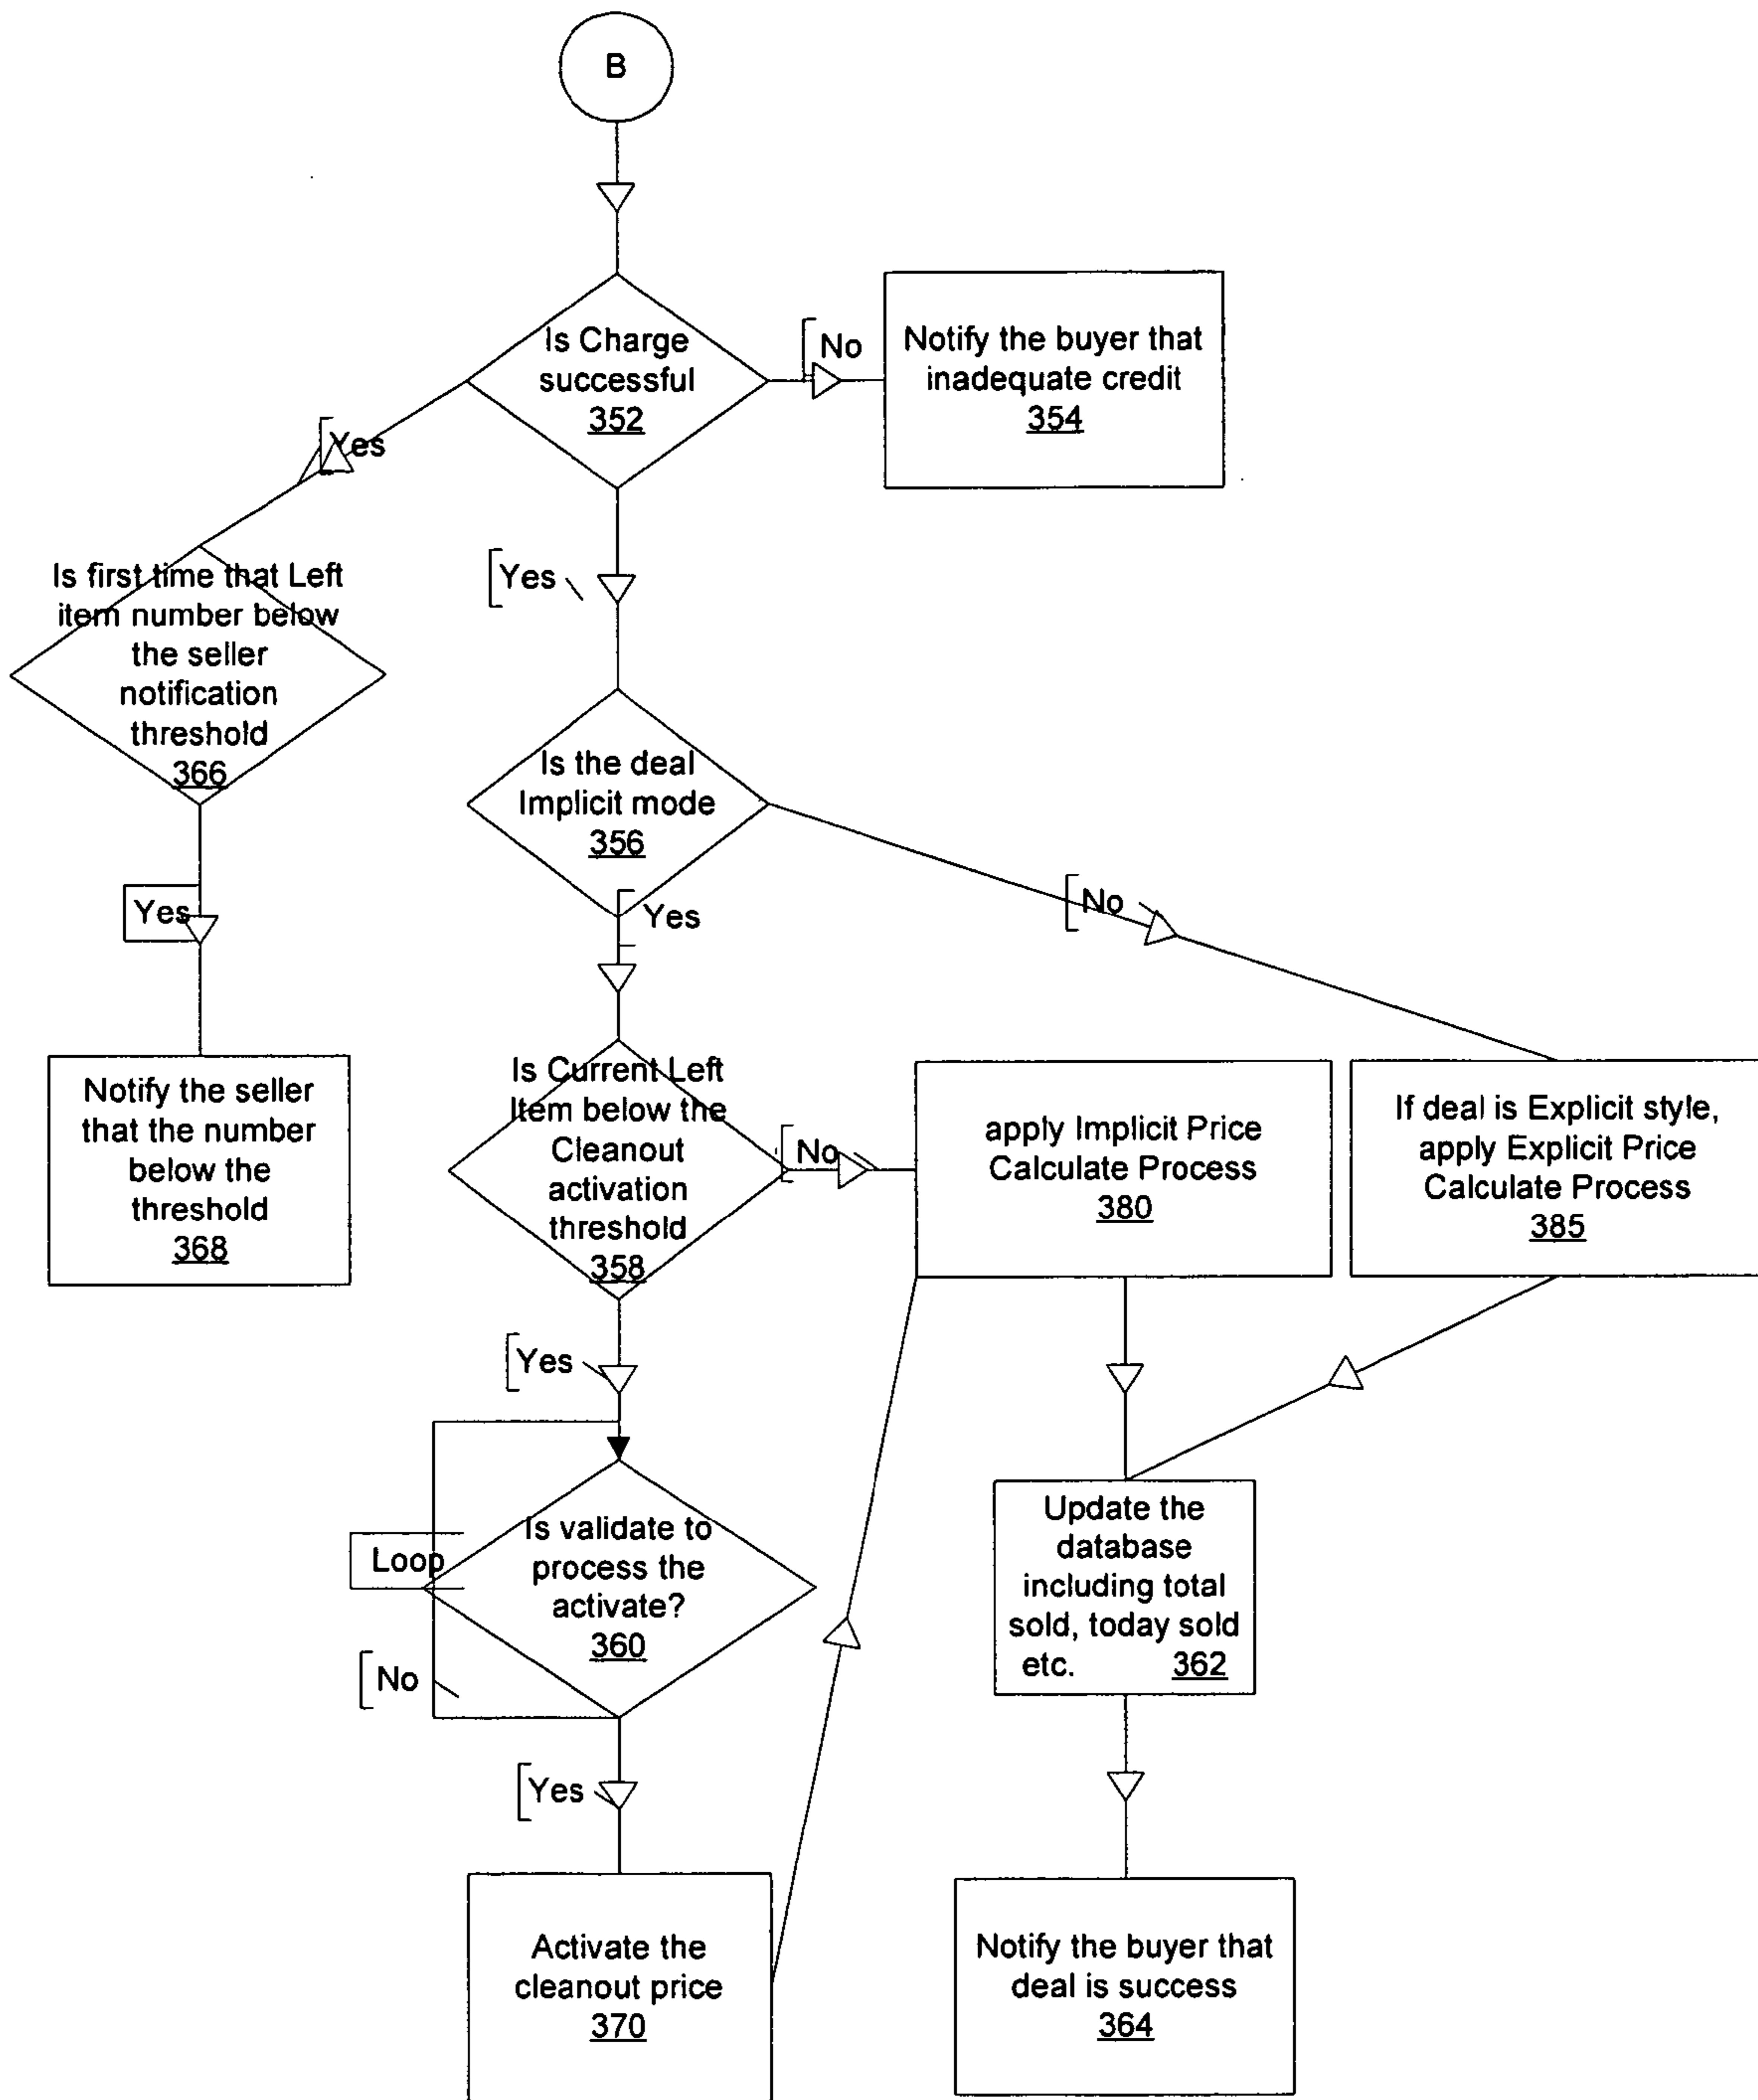 B
Is Charge
successful
352
No
Notify the buyer that
inadequate credit
354
Yes
Yes
Is first time that Left
item number below
the seller
notification
threshold
366
Is the deal
Implicit mode
356
Yes
Yes
No
Notify the seller
that the number
below the
threshold
368
Is Current Left
Item below the
Cleanout
activation
threshold
358
No
apply Implicit Price
Calculate Process
380
If deal is Explicit style,
apply Explicit Price
Calculate Process
385
Yes
Loop
Is validate to
process the
activate?
360
No
Update the
database
including total
sold, today sold
etc. 362
Yes
Activate the
cleanout price
370
Notify the buyer that
deal is success
364